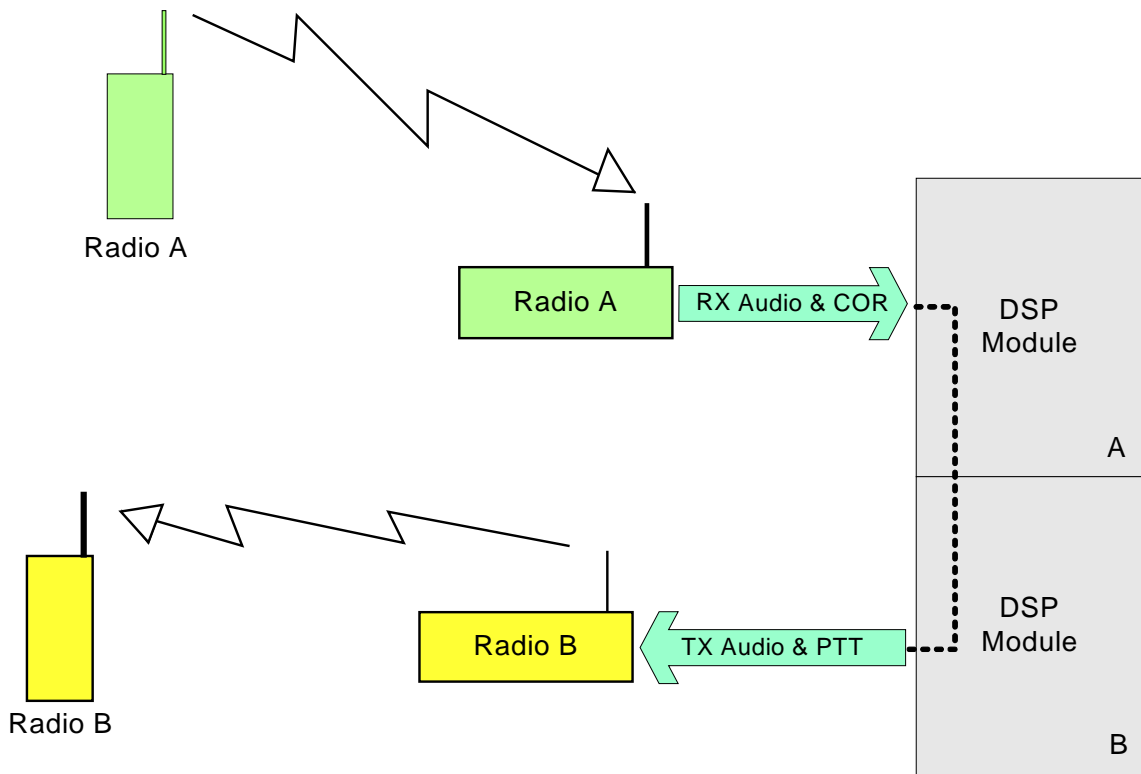 Radio A
Radio A
RX Audio & COR
DSP
Module
A
Radio B
TX Audio & PTT
DSP
Module
Radio B
B